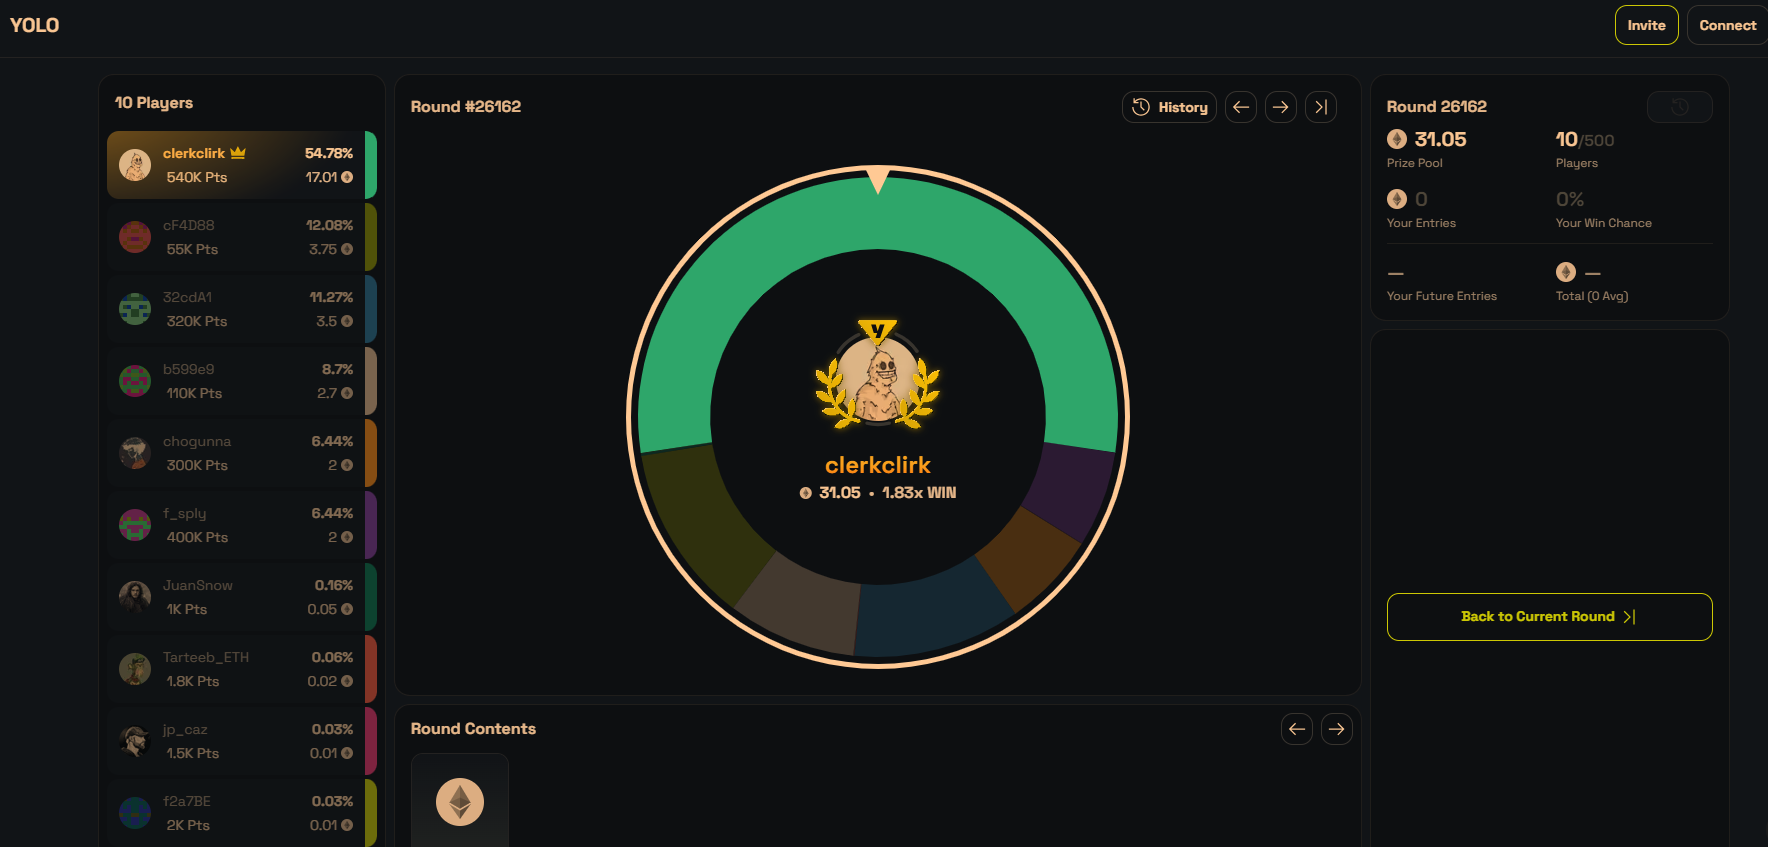 YOLO
Invite
Connect
10 Players
clerkclirk 54.78%
540K Pts 17.01
cF4D88 12.08%
55K Pts 3.75
32cdA1 11.27%
320K Pts 3.5
b599e9 8.7%
110K Pts 2.7
chogunna 6.44%
300K Pts 2
f_sply 6.44%
400K Pts 2
JuanSnow 0.16%
1K Pts 0.05
Tarteeb_ETH 0.06%
1.8K Pts 0.02
jp_caz 0.03%
1.5K Pts 0.01
f2a7BE 0.03%
2K Pts 0.01
Round #26162
History
y
clerkclirk
31.05 • 1.83x WIN
Round Contents
Round 26162
31.05 10/500
Prize Pool Players
0 0%
Your Entries Your Win Chance
— —
Your Future Entries Total (0 Avg)
Back to Current Round